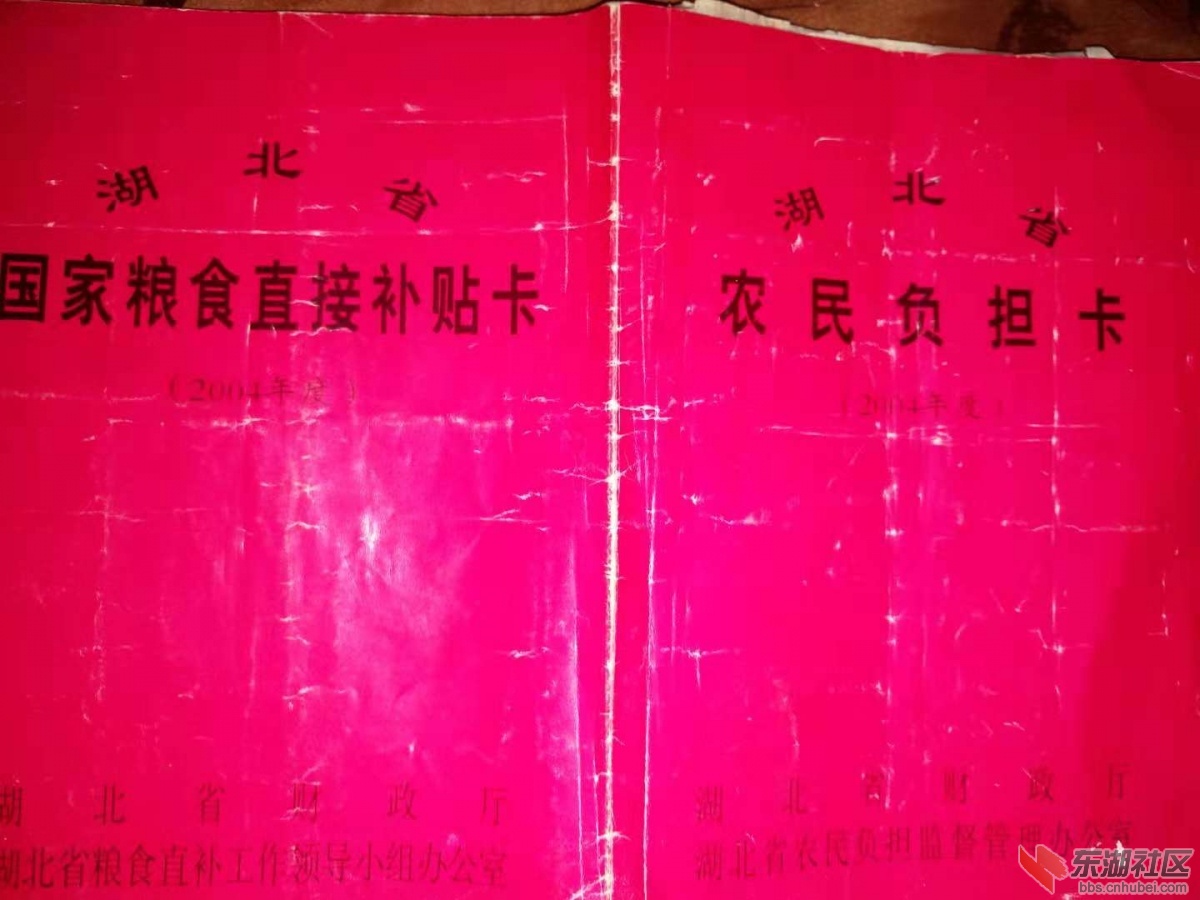 湖北省
国家粮食直接补贴卡
(2004年度)
湖北省财政厅
湖北省粮食直补工作领导小组办公室
湖北省
农民负担卡
(2004年度)
湖北省财政厅
湖北省农民负担监督管理办公室
东湖社区
bbs.cnhubei.com